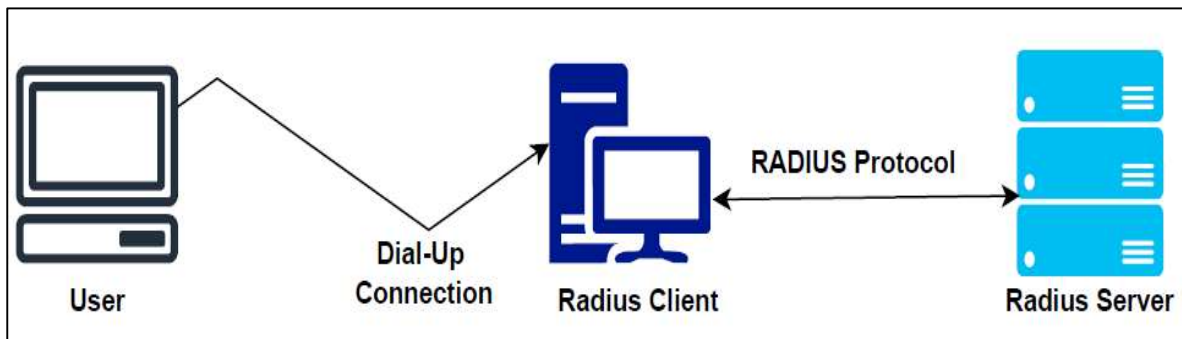 RADIUS Protocol
Dial-Up
Connection
User
Radius Client
Radius Server